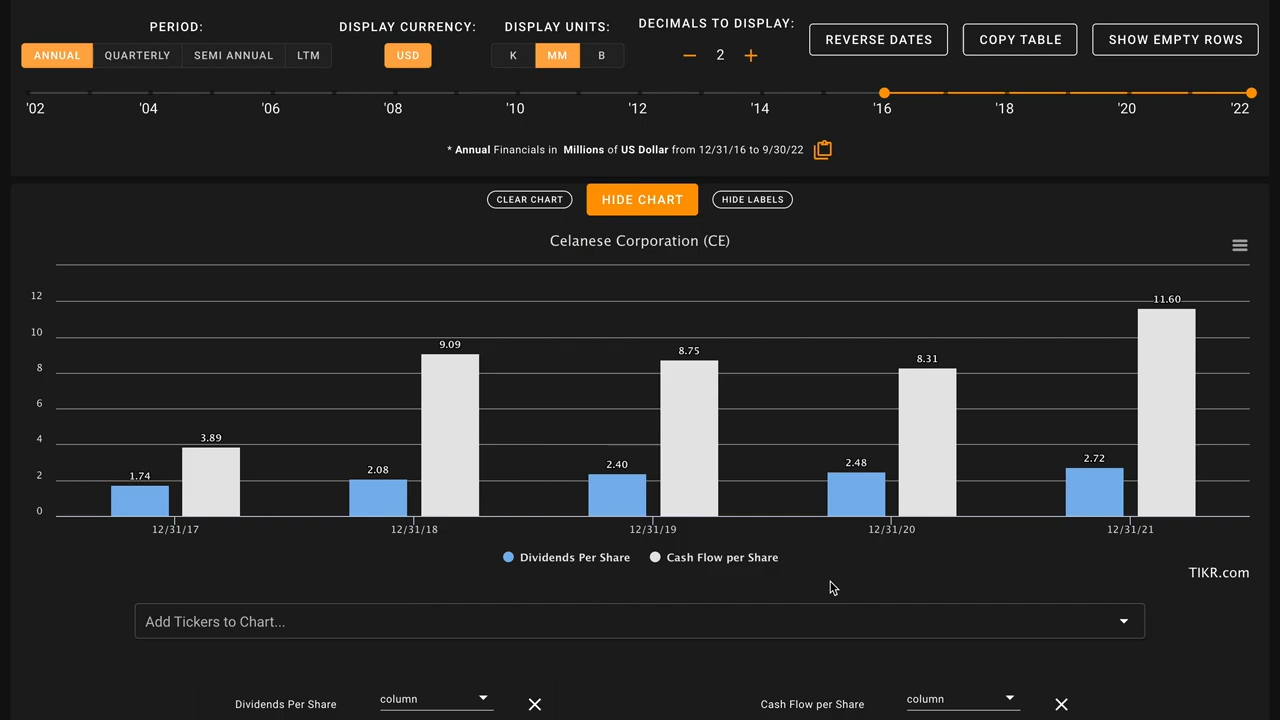 PERIOD:
DISPLAY CURRENCY:
DISPLAY UNITS:
DECIMALS TO DISPLAY:
ANNUAL QUARTERLY SEMI ANNUAL LTM
USD
K MM B
2
REVERSE DATES
COPY TABLE
SHOW EMPTY ROWS
'02 '04 '06 '08 '10 '12 '14 '16 '18 '20 '22
* Annual Financials in Millions of US Dollar from 12/31/16 to 9/30/22
CLEAR CHART HIDE CHART HIDE LABELS
Celanese Corporation (CE)
12
10
8
6
4
2
0
1.74 3.89
2.08 9.09
2.40 8.75
2.48 8.31
2.72 11.60
12/31/17 12/31/18 12/31/19 12/31/20 12/31/21
Dividends Per Share Cash Flow per Share
TIKR.com
Add Tickers to Chart...
Dividends Per Share column
Cash Flow per Share column